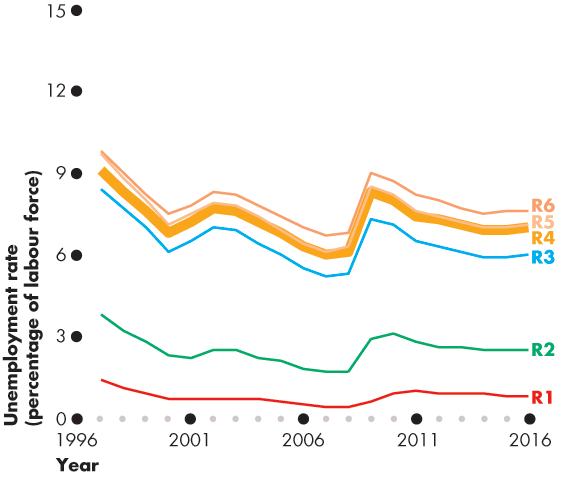 15
12
9
6
3
0
Unemployment rate
(percentage of labour force)
R6
R5
R4
R3
R2
R1
1996 2001 2006 2011 2016
Year